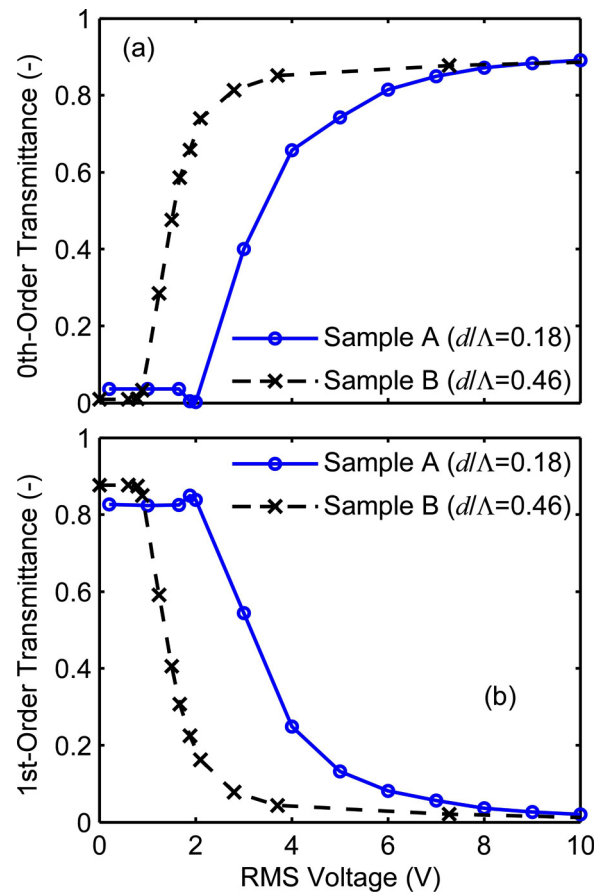 (a)
0th-Order Transmittance (-)
1
0.8
0.6
0.4
0.2
0
Sample A (d/Λ=0.18)
Sample B (d/Λ=0.46)
(b)
1st-Order Transmittance (-)
1
0.8
0.6
0.4
0.2
0
Sample A (d/Λ=0.18)
Sample B (d/Λ=0.46)
0 2 4 6 8 10
RMS Voltage (V)